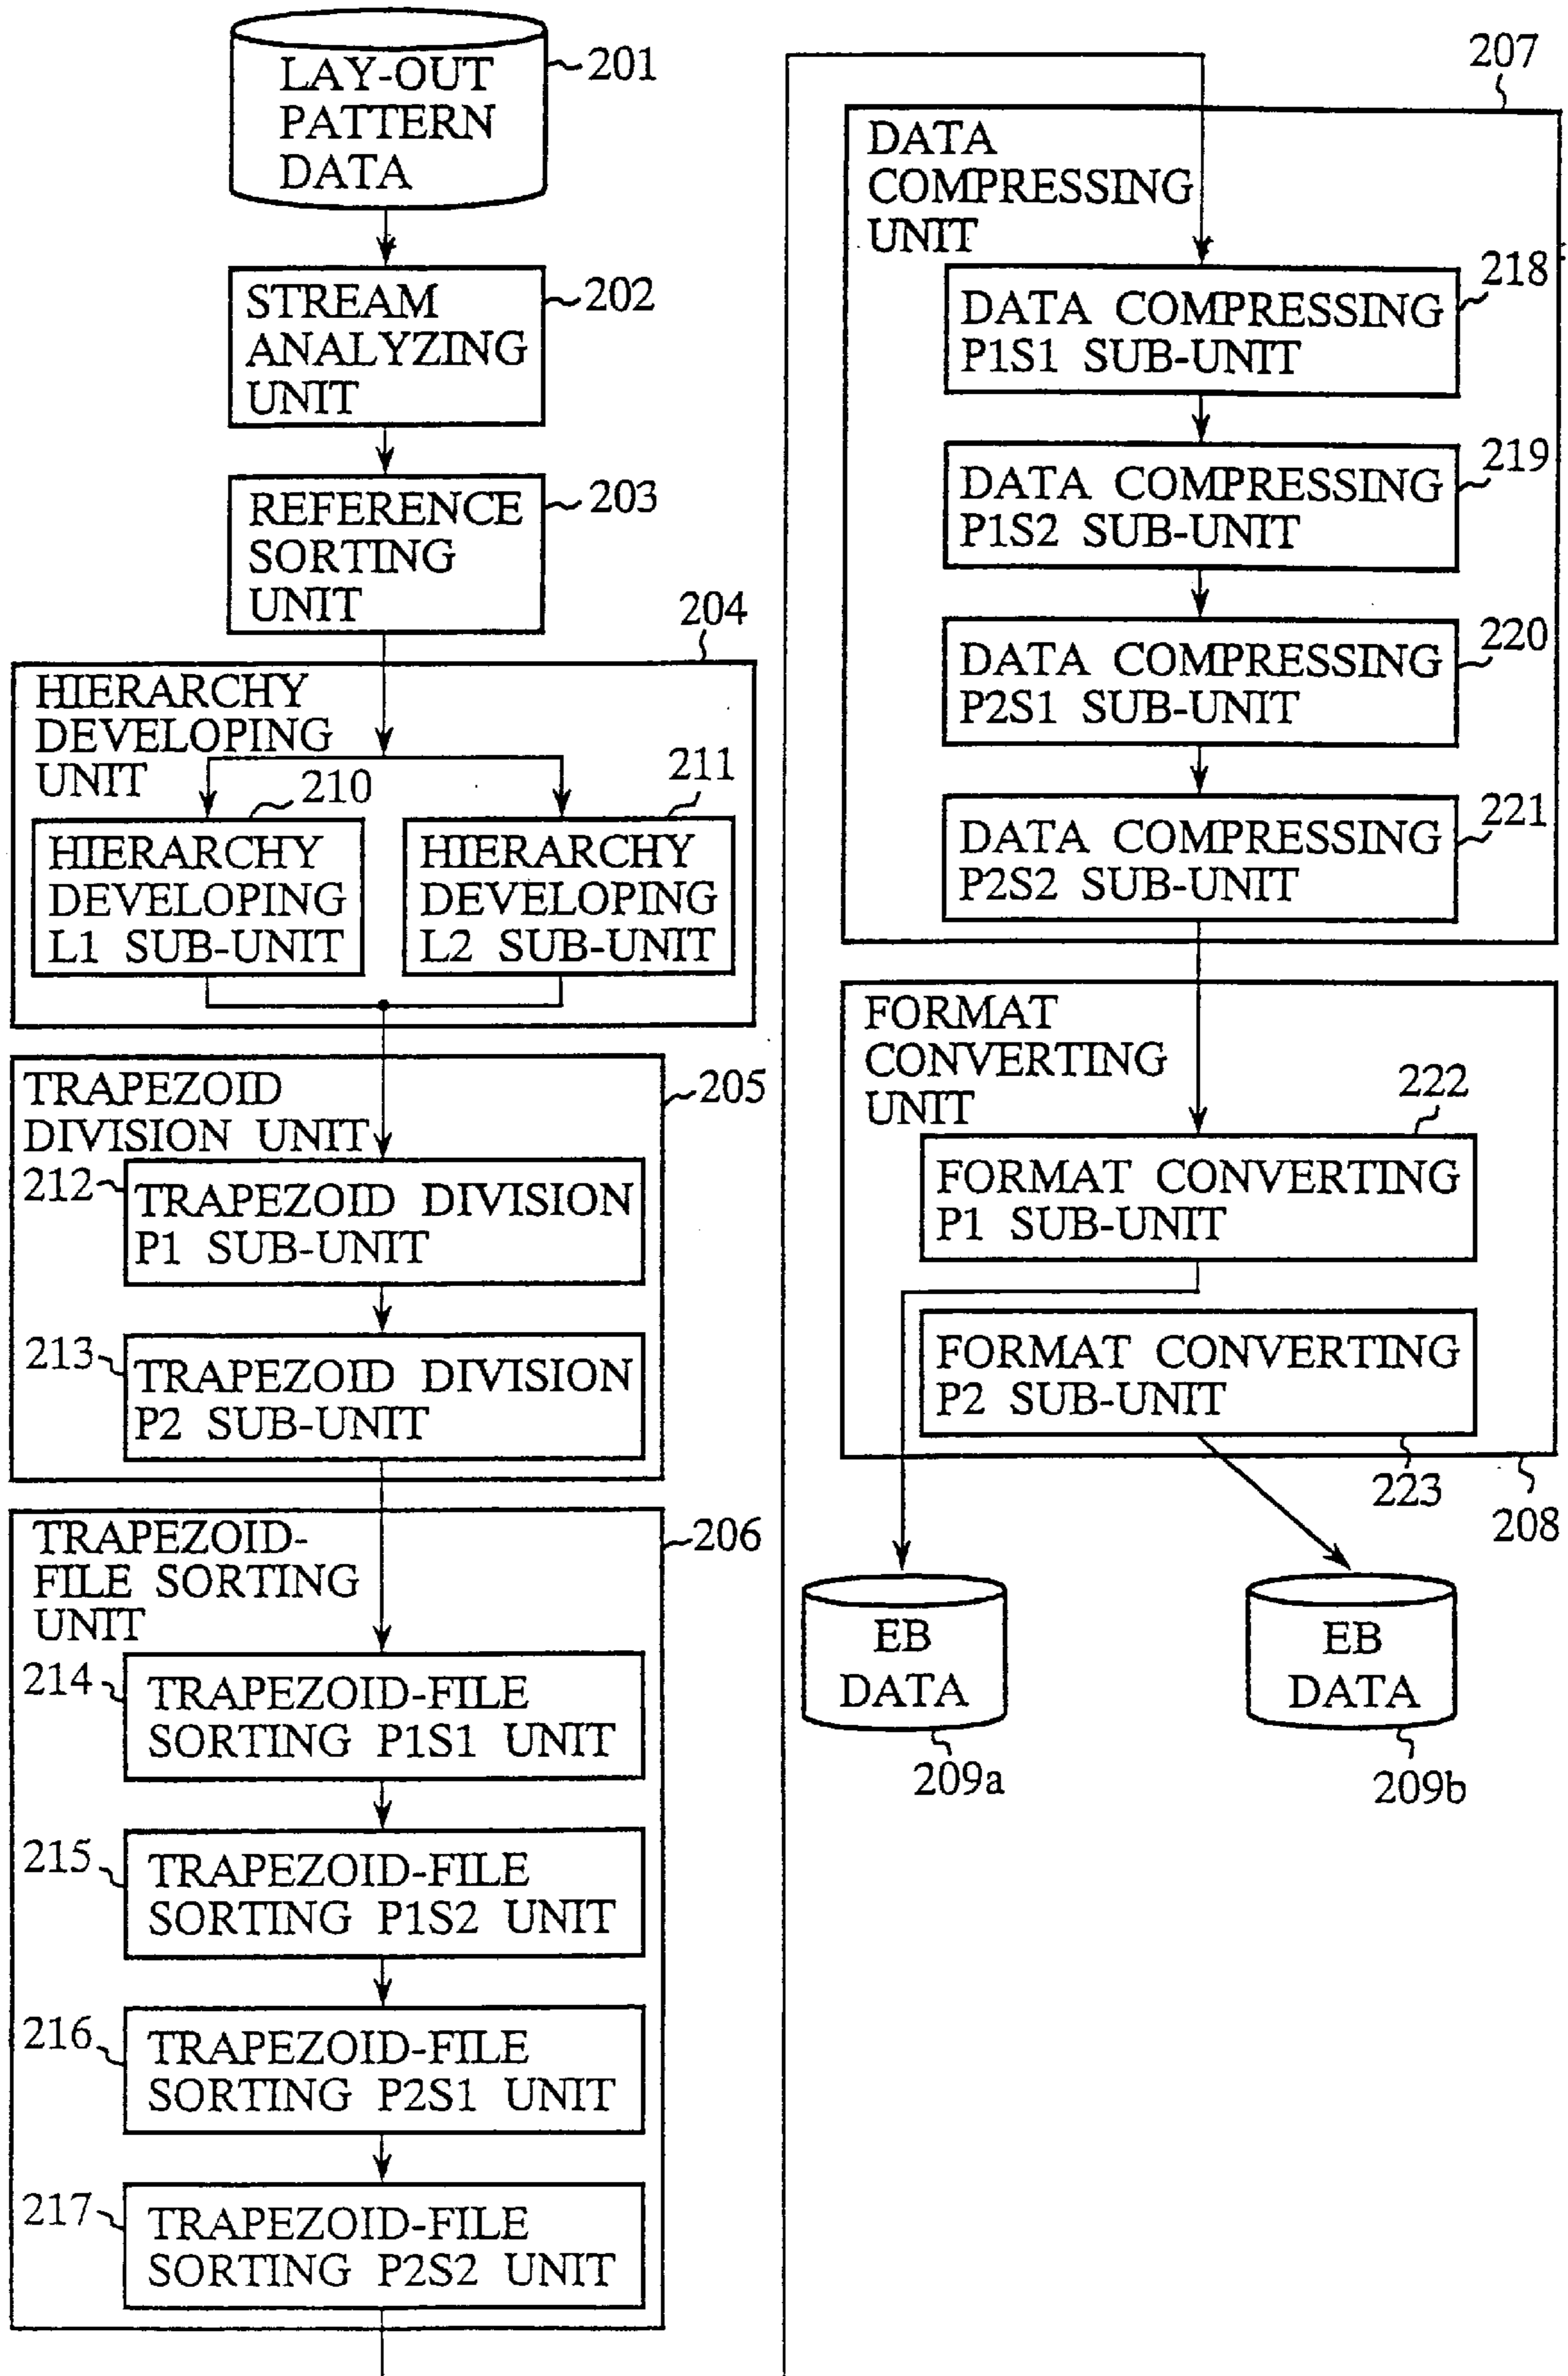 LAY-OUT
PATTERN
DATA
201
STREAM
ANALYZING
UNIT
202
REFERENCE
SORTING
UNIT
203
204
HIERARCHY
DEVELOPING
UNIT
210
211
HIERARCHY
DEVELOPING
L1 SUB-UNIT
HIERARCHY
DEVELOPING
L2 SUB-UNIT
TRAPEZOID
DIVISION UNIT
205
212
TRAPEZOID DIVISION
P1 SUB-UNIT
213
TRAPEZOID DIVISION
P2 SUB-UNIT
TRAPEZOID-
FILE SORTING
UNIT
206
214
TRAPEZOID-FILE
SORTING P1S1 UNIT
215
TRAPEZOID-FILE
SORTING P1S2 UNIT
216
TRAPEZOID-FILE
SORTING P2S1 UNIT
217
TRAPEZOID-FILE
SORTING P2S2 UNIT
207
DATA
COMPRESSING
UNIT
218
DATA COMPRESSING
P1S1 SUB-UNIT
219
DATA COMPRESSING
P1S2 SUB-UNIT
220
DATA COMPRESSING
P2S1 SUB-UNIT
221
DATA COMPRESSING
P2S2 SUB-UNIT
FORMAT
CONVERTING
UNIT
222
FORMAT CONVERTING
P1 SUB-UNIT
FORMAT CONVERTING
P2 SUB-UNIT
223
208
EB
DATA
209a
EB
DATA
209b